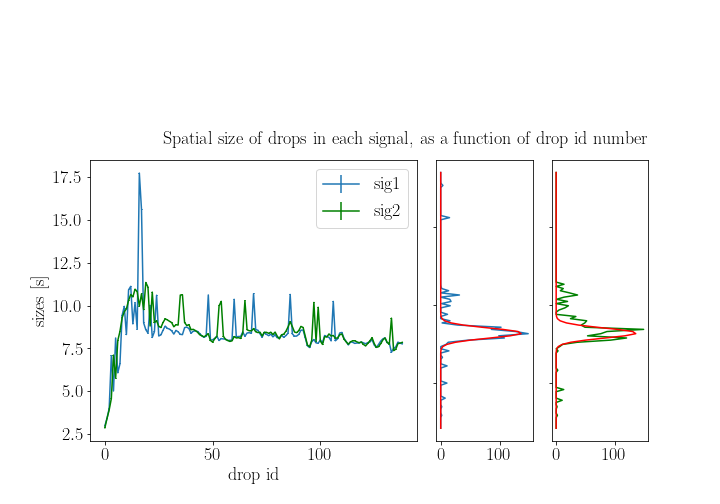 Spatial size of drops in each signal, as a function of drop id number
17.5
15.0
12.5
10.0
7.5
5.0
2.5
sizes [s]
sig1
sig2
0
50
100
drop id
0
100
0
100